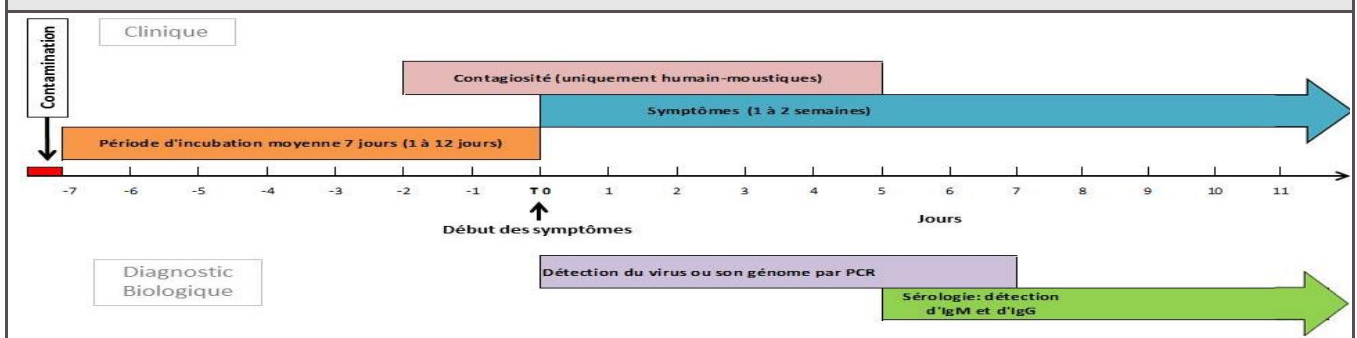 Clinique
Contamination
Contagiosité (uniquement humain-moustiques)
Symptômes (1 à 2 semaines)
Période d'incubation moyenne 7 jours (1 à 12 jours)
-7 -6 -5 -4 -3 -2 -1 T 0 1 2 3 4 5 6 7 8 9 10 11
Jours
Début des symptômes
Diagnostic
Biologique
Détection du virus ou son génome par PCR
Sérologie: détection
d'IgM et d'IgG